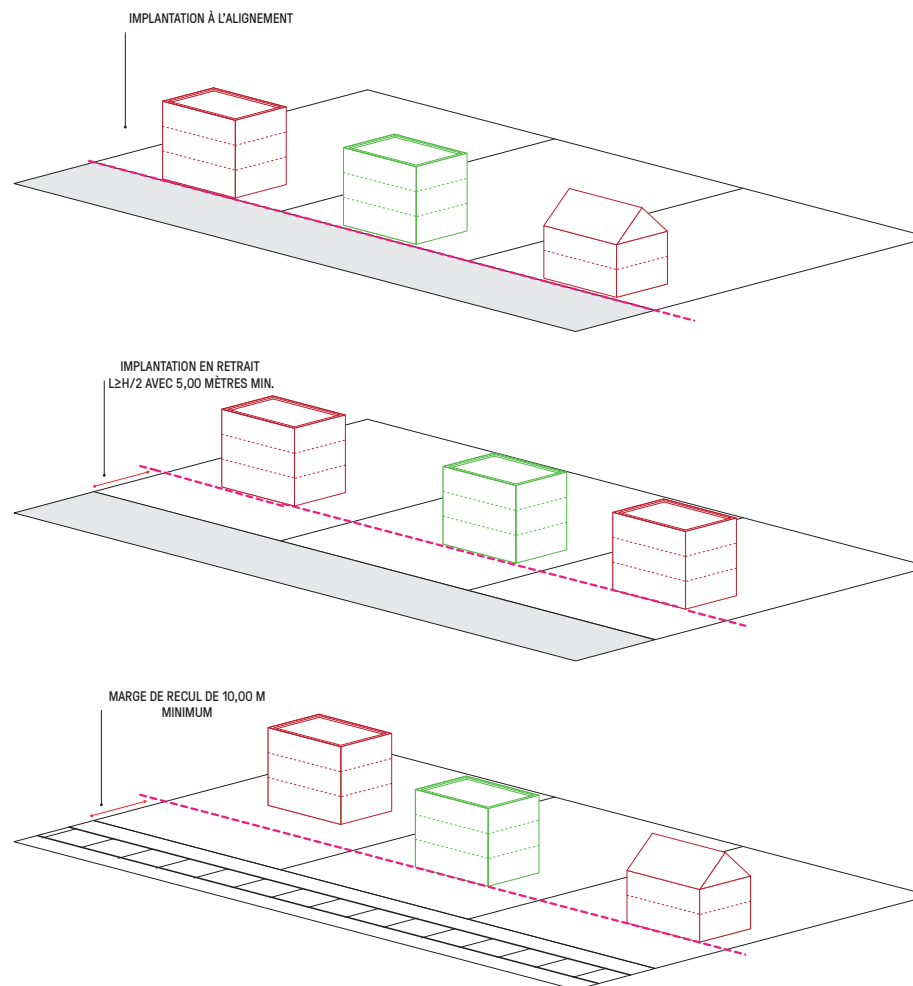 IMPLANTATION À L'ALIGNEMENT
IMPLANTATION EN RETRAIT
L≥H/2 AVEC 5,00 MÈTRES MIN.
MARGE DE RECUL DE 10,00 M
MINIMUM